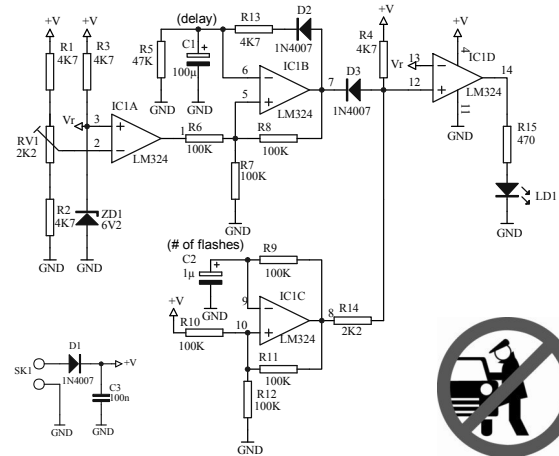 (delay)
+V
+V
R1
4K7
R3
4K7
R5
47K
C1
+
100µ
R13
4K7
D2
1N4007
+V
R4
4K7
+V
IC1D
4
Vr
13
12
14
11
LM324
GND
IC1B
6
5
7
LM324
D3
1N4007
IC1A
Vr
3
2
1
LM324
RV1
2K2
R6
100K
R8
100K
R7
100K
GND
R15
470
LD1
GND
R2
4K7
ZD1
6V2
GND
GND
GND
(# of flashes)
C2
+
1µ
GND
R9
100K
IC1C
9
10
8
LM324
R14
2K2
+V
R10
100K
R11
100K
R12
100K
GND
SK1
D1
1N4007
+V
C3
100n
GND
GND